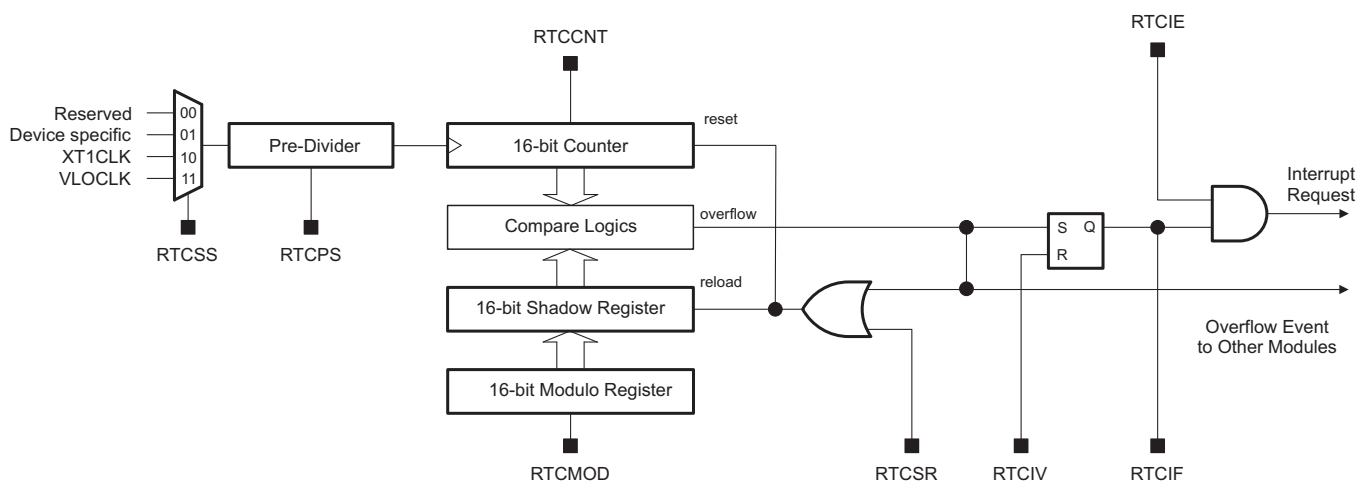 RTCIE
RTCCNT
Reserved
00
Device specific
01
XT1CLK
10
VLOCLK
11
Pre-Divider
16-bit Counter
reset
Interrupt
Request
Compare Logics
overflow
S Q
R
RTCSS
RTCPS
reload
16-bit Shadow Register
Overflow Event
to Other Modules
16-bit Modulo Register
RTCMOD
RTCSR
RTCIV
RTCIF